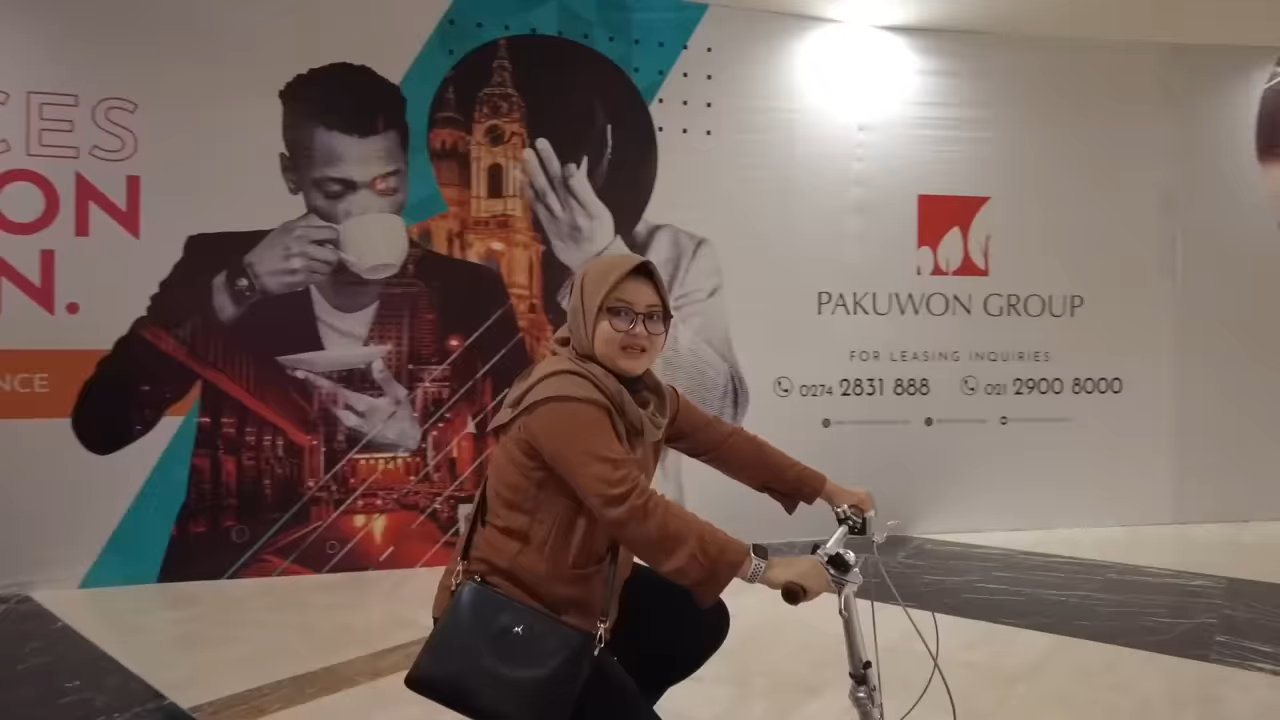 CES
ON
N.
NCE
PAKUWON GROUP
FOR LEASING INQUIRIES
0274 2831 888 021 2900 8000